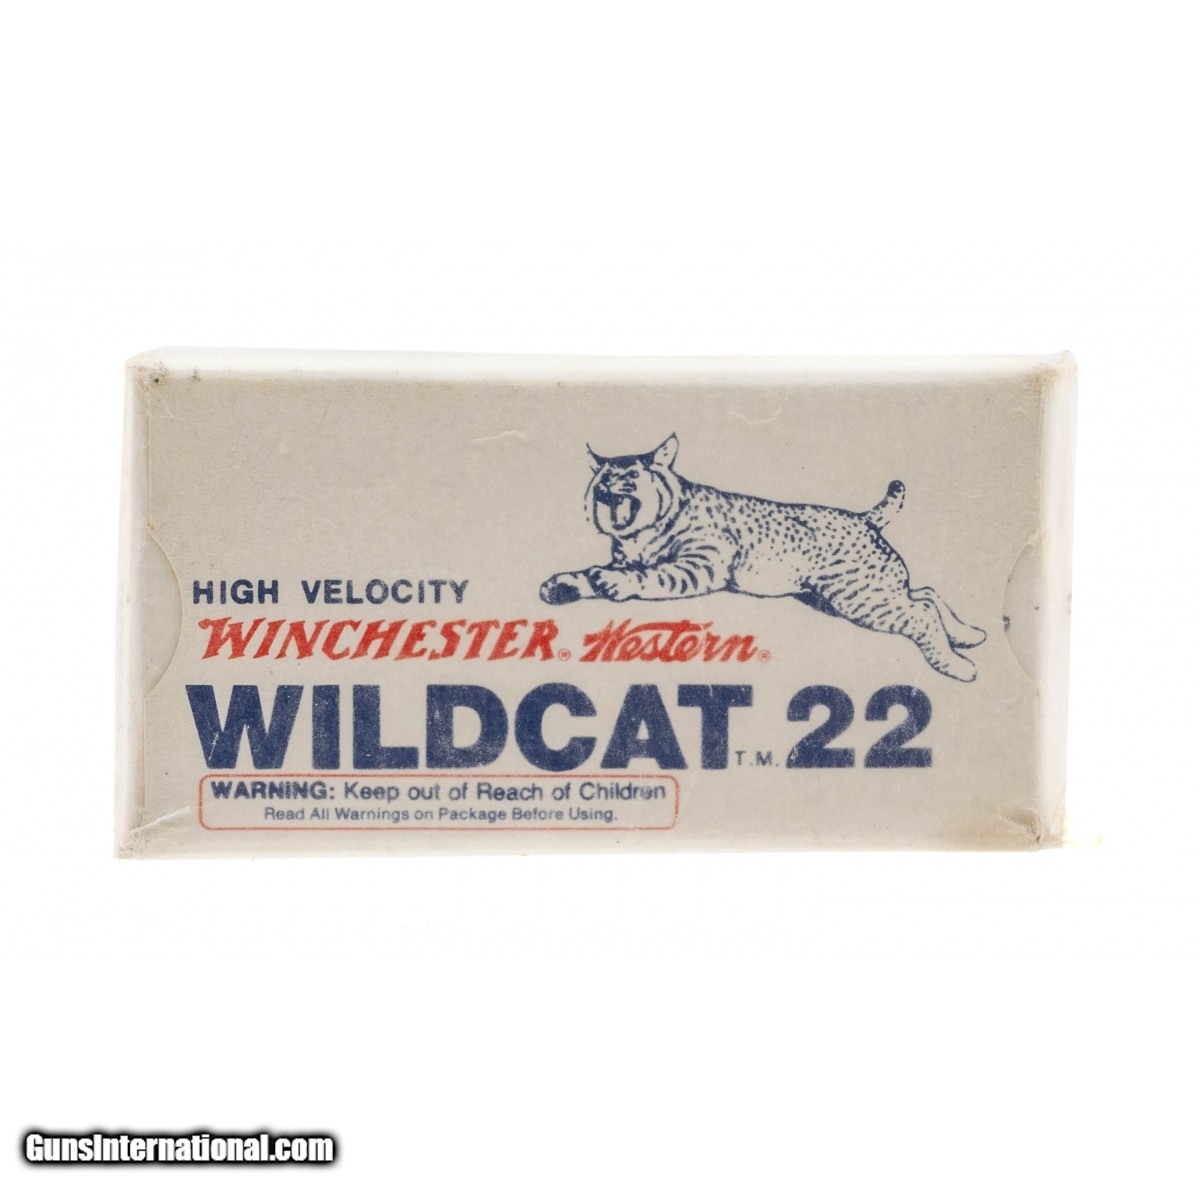 HIGH VELOCITY
WINCHESTER® Western®
WILDCAT T.M. 22
WARNING: Keep out of Reach of Children
Read All Warnings on Package Before Using.
GunsInternational.com